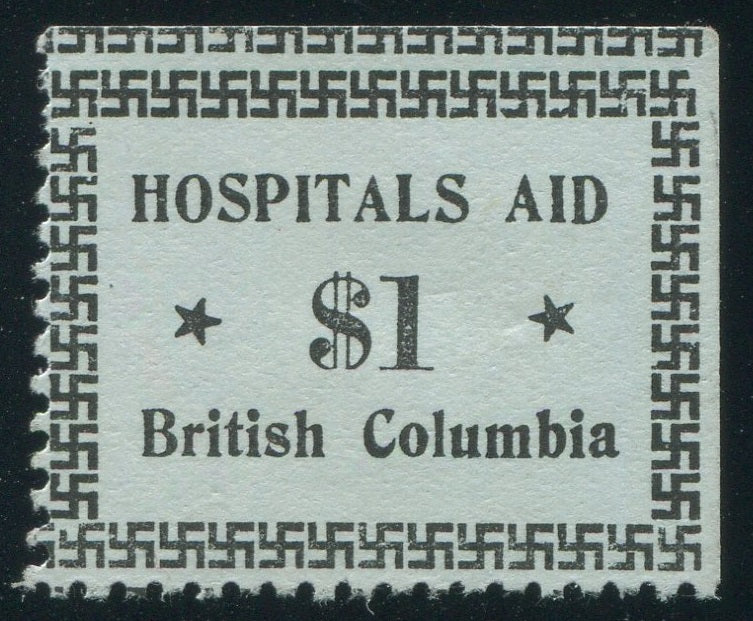 HOSPITALS AID
$1
British Columbia